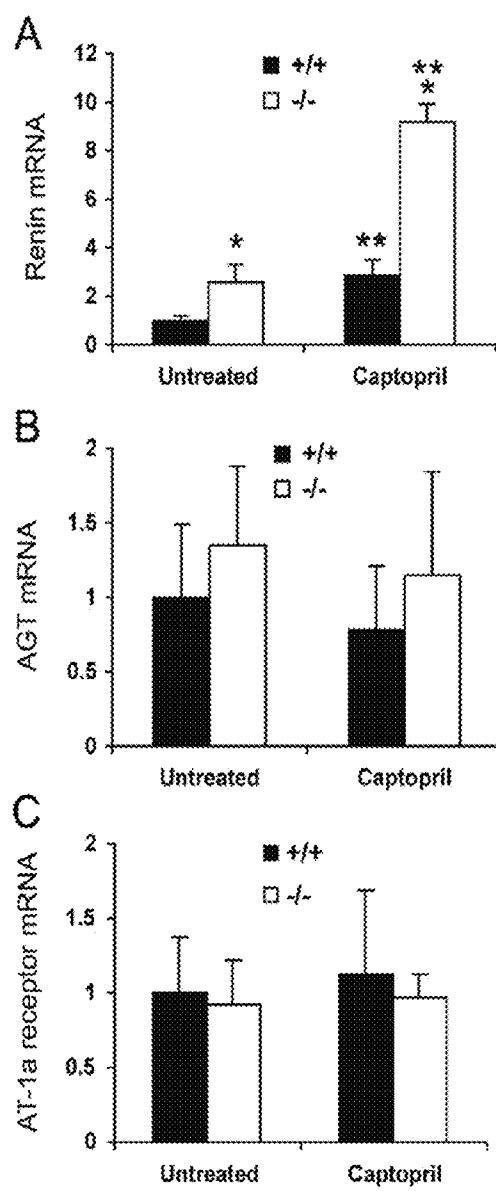 A
Renin mRNA
12
10
8
6
4
2
0
+/+
-/-
*
**
**
*
Untreated
Captopril
B
AGT mRNA
2
1.5
1
0.5
0
+/+
-/-
Untreated
Captopril
C
AT-1a receptor mRNA
2
1.5
1
0.5
0
+/+
-/-
Untreated
Captopril